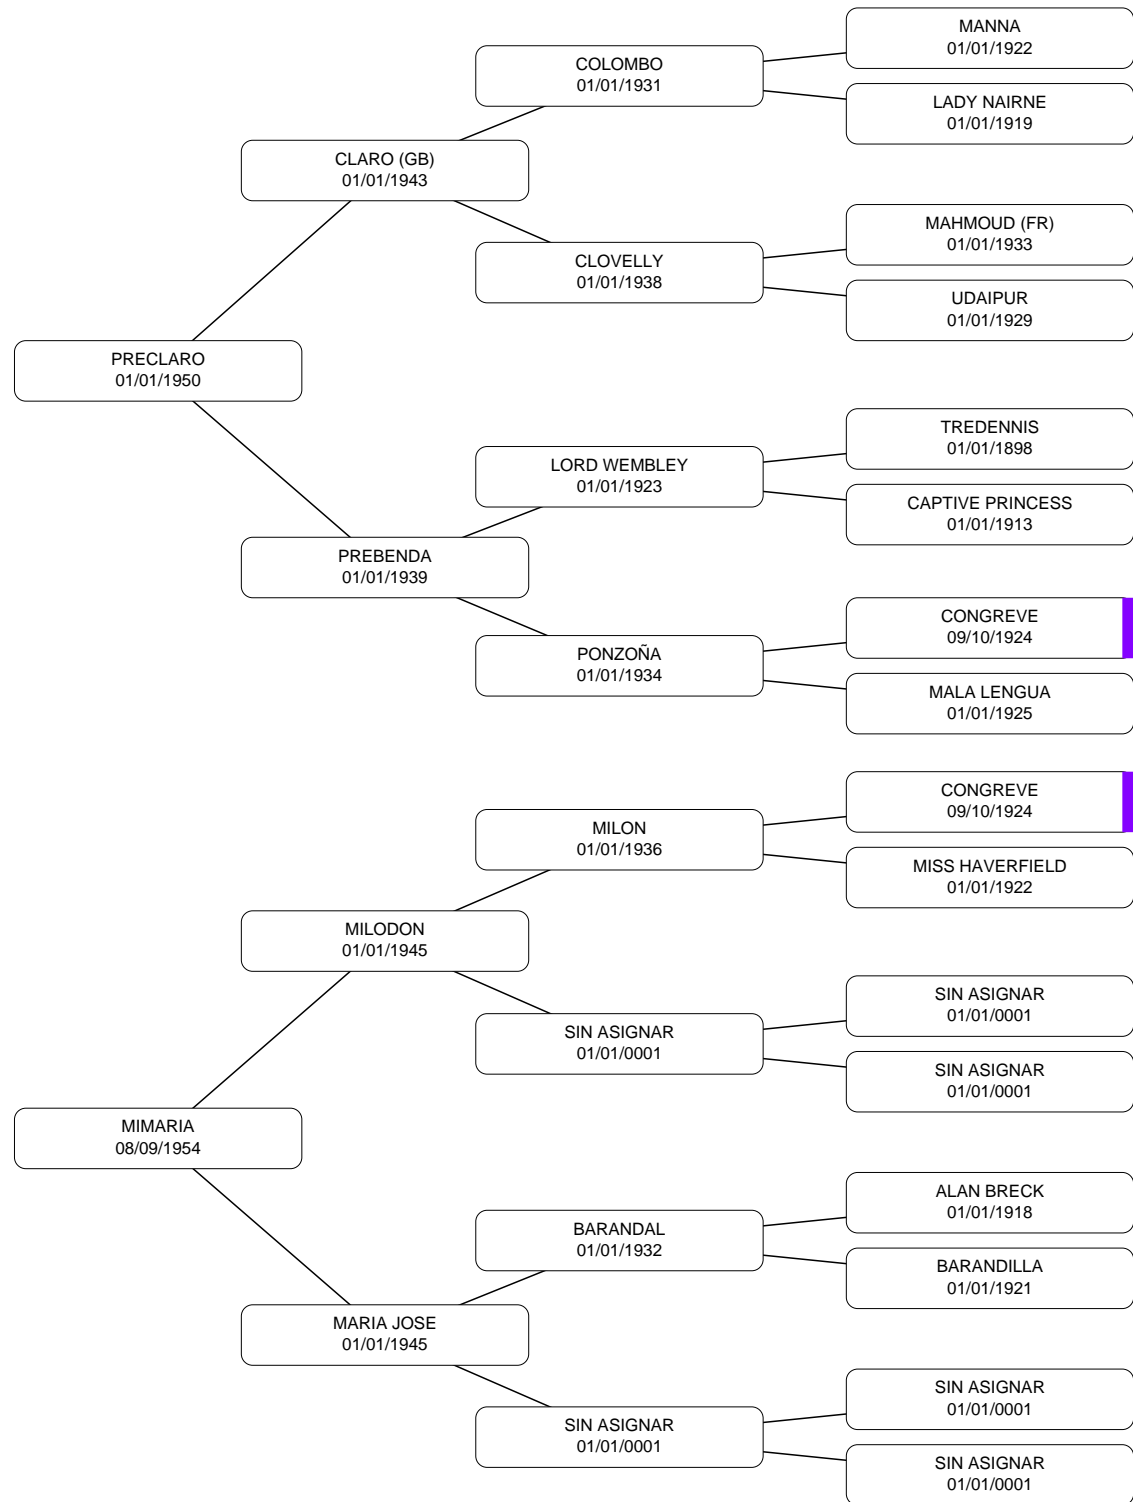 MANNA
01/01/1922
COLOMBO
01/01/1931
LADY NAIRNE
01/01/1919
CLARO (GB)
01/01/1943
MAHMOUD (FR)
01/01/1933
CLOVELLY
01/01/1938
UDAIPUR
01/01/1929
PRECLARO
01/01/1950
TREDENNIS
01/01/1898
LORD WEMBLEY
01/01/1923
CAPTIVE PRINCESS
01/01/1913
PREBENDA
01/01/1939
CONGREVE
09/10/1924
PONZOÑA
01/01/1934
MALA LENGUA
01/01/1925
CONGREVE
09/10/1924
MILON
01/01/1936
MISS HAVERFIELD
01/01/1922
MILODON
01/01/1945
SIN ASIGNAR
01/01/0001
SIN ASIGNAR
01/01/0001
SIN ASIGNAR
01/01/0001
MIMARIA
08/09/1954
ALAN BRECK
01/01/1918
BARANDAL
01/01/1932
BARANDILLA
01/01/1921
MARIA JOSE
01/01/1945
SIN ASIGNAR
01/01/0001
SIN ASIGNAR
01/01/0001
SIN ASIGNAR
01/01/0001